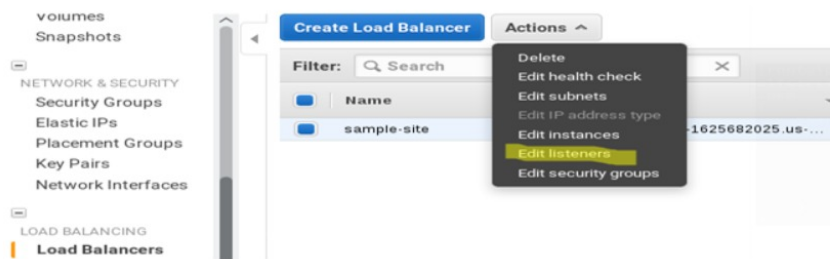 Volumes
Snapshots
NETWORK & SECURITY
Security Groups
Elastic IPs
Placement Groups
Key Pairs
Network Interfaces
LOAD BALANCING
Load Balancers
Create Load Balancer
Actions
Filter:
Search
Name
sample-site
-1625682025.us-...
Delete
Edit health check
Edit subnets
Edit IP address type
Edit instances
Edit listeners
Edit security groups